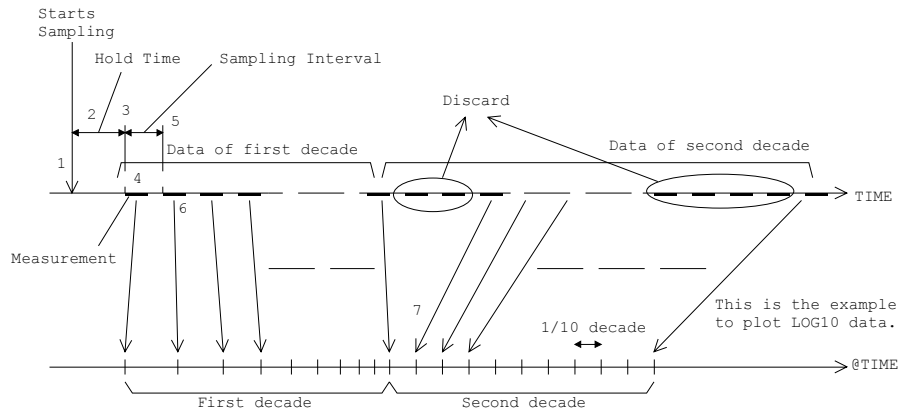 Starts
Sampling
Hold Time
Sampling Interval
Discard
2
3
5
Data of first decade
Data of second decade
1
4
TIME
6
Measurement
7
This is the example
to plot LOG10 data.
1/10 decade
@TIME
First decade
Second decade